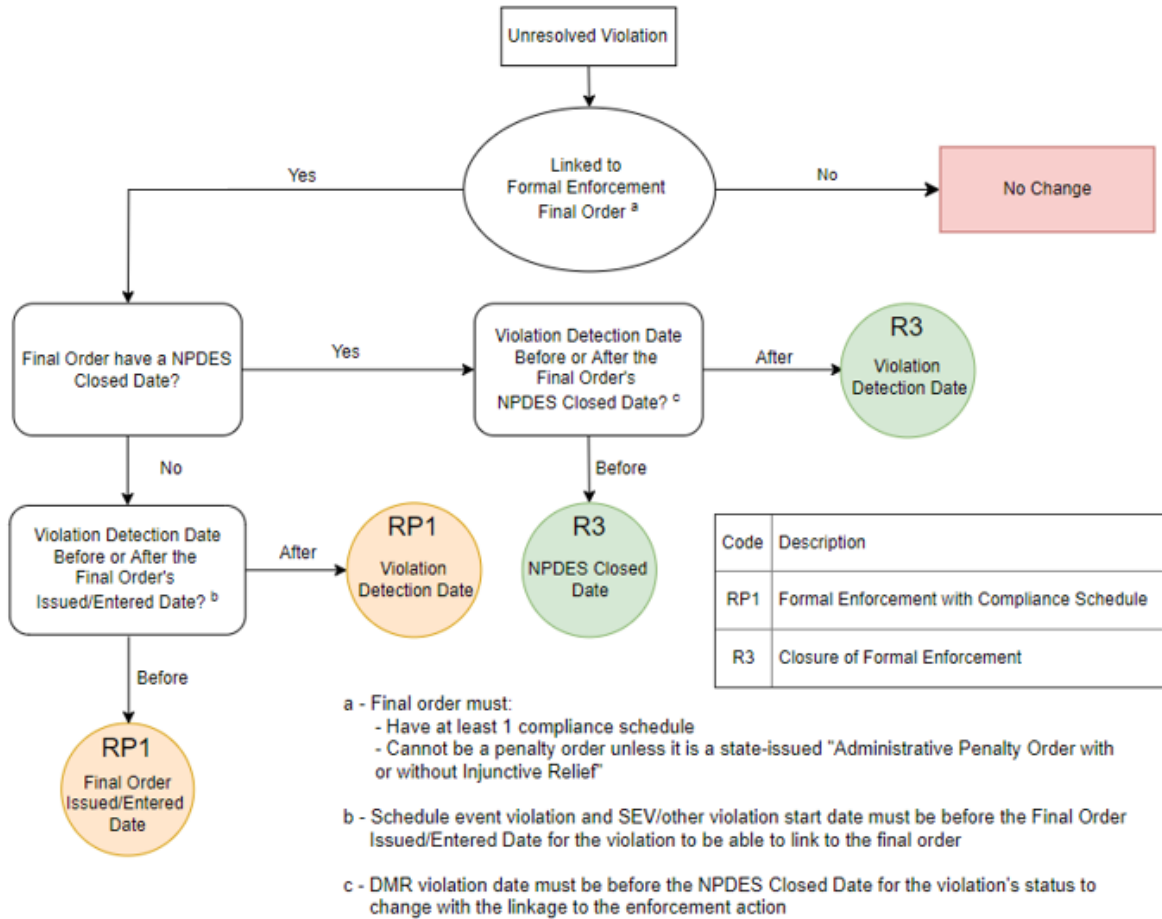 Unresolved Violation
Linked to
Formal Enforcement
Final Order a
Yes
No
No Change
Final Order have a NPDES
Closed Date?
Yes
Violation Detection Date
Before or After the
Final Order's
NPDES Closed Date? c
After
R3
Violation
Detection Date
No
Before
Violation Detection Date
Before or After the
Final Order's
Issued/Entered Date? b
After
RP1
Violation
Detection Date
R3
NPDES Closed
Date
Before
RP1
Final Order
Issued/Entered
Date
Code Description
RP1 Formal Enforcement with Compliance Schedule
R3 Closure of Formal Enforcement
a - Final order must:
- Have at least 1 compliance schedule
- Cannot be a penalty order unless it is a state-issued "Administrative Penalty Order with
or without Injunctive Relief"
b - Schedule event violation and SEV/other violation start date must be before the Final Order
Issued/Entered Date for the violation to be able to link to the final order
c - DMR violation date must be before the NPDES Closed Date for the violation's status to
change with the linkage to the enforcement action